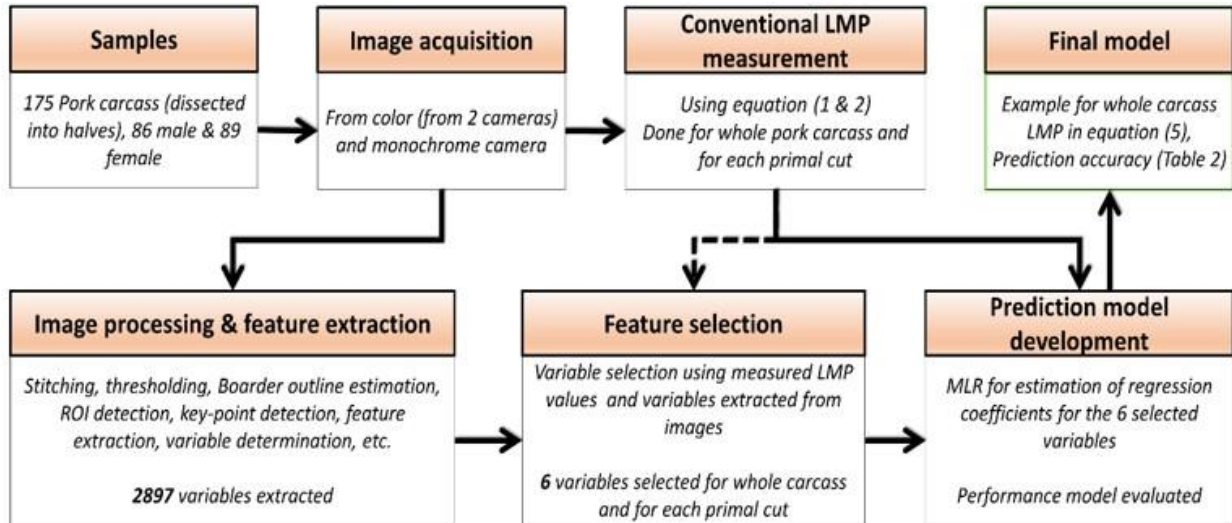 Samples
175 Pork carcass (dissected
into halves), 86 male & 89
female
Image acquisition
From color (from 2 cameras)
and monochrome camera
Conventional LMP
measurement
Using equation (1 & 2)
Done for whole pork carcass and
for each primal cut
Final model
Example for whole carcass
LMP in equation (5),
Prediction accuracy (Table 2)
Image processing & feature extraction
Stitching, thresholding, Boarder outline estimation,
ROI detection, key-point detection, feature
extraction, variable determination, etc.
2897 variables extracted
Feature selection
Variable selection using measured LMP
values and variables extracted from
images
6 variables selected for whole carcass
and for each primal cut
Prediction model
development
MLR for estimation of regression
coefficients for the 6 selected
variables
Performance model evaluated